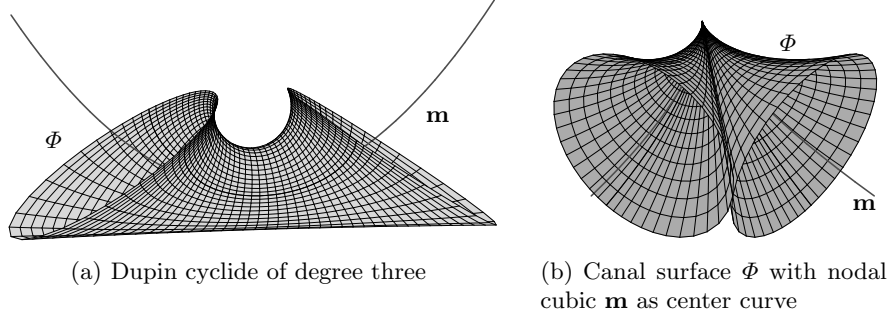 Φ
m
(a) Dupin cyclide of degree three
Φ
m
(b) Canal surface Φ with nodal
cubic m as center curve